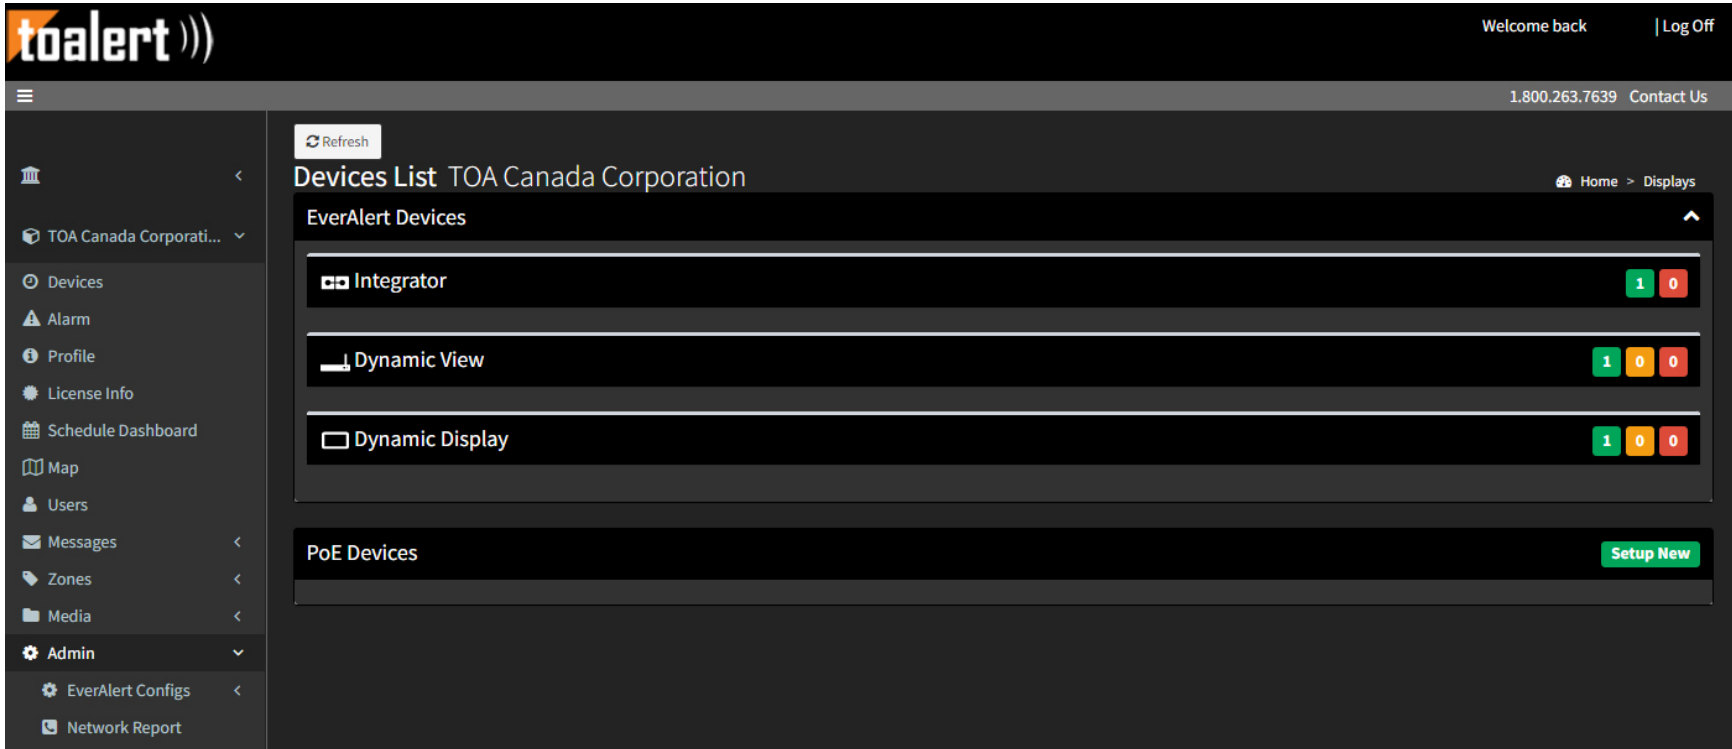 toalert
Welcome back | Log Off
1.800.263.7639 Contact Us
Refresh
Devices List TOA Canada Corporation
Home > Displays
TOA Canada Corporati...
Devices
Alarm
Profile
License Info
Schedule Dashboard
Map
Users
Messages
Zones
Media
Admin
EverAlert Configs
Network Report
EverAlert Devices
Integrator 1 0
Dynamic View 1 0 0
Dynamic Display 1 0 0
PoE Devices Setup New